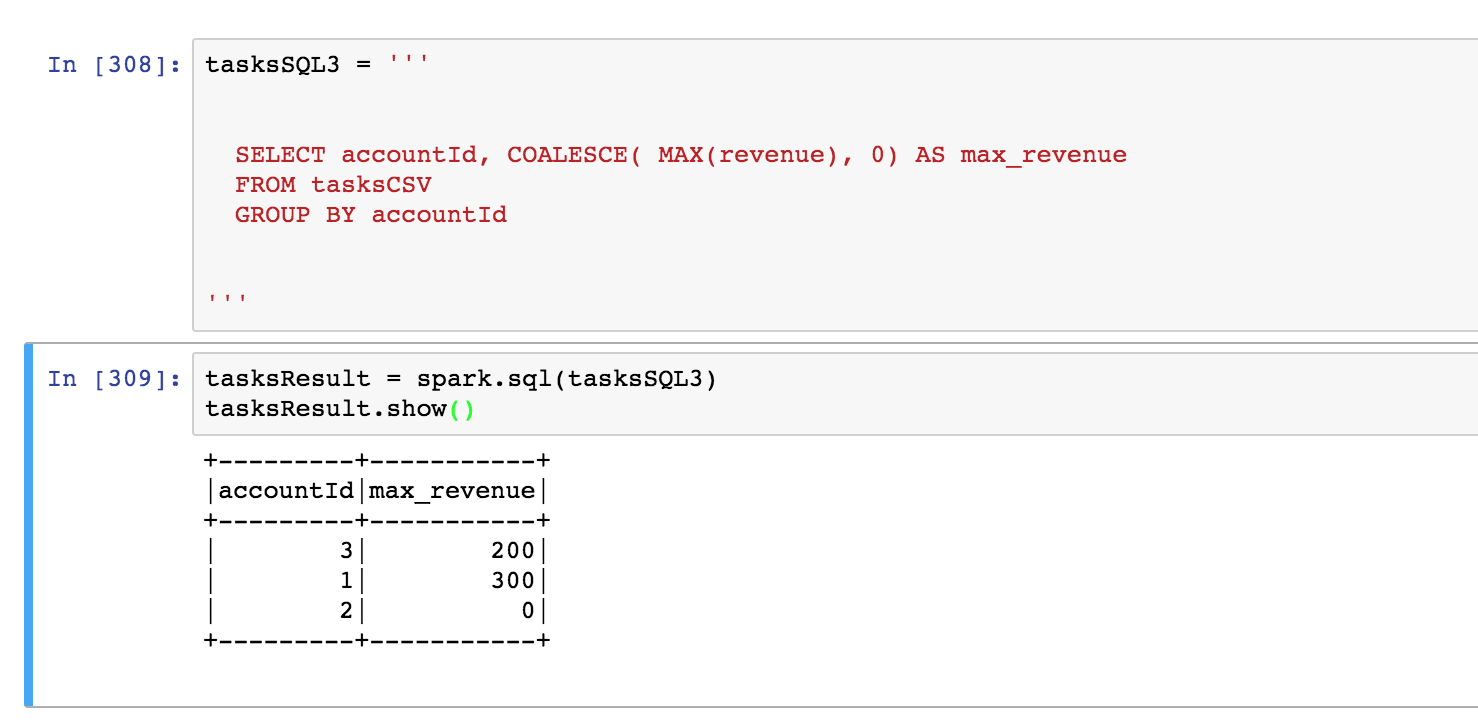 In [308]: tasksSQL3 = '''
SELECT accountId, COALESCE( MAX(revenue), 0) AS max_revenue
FROM tasksCSV
GROUP BY accountId
'''
In [309]: tasksResult = spark.sql(tasksSQL3)
tasksResult.show()
+---------+-----------+
|accountId|max_revenue|
+---------+-----------+
|        3|        200|
|        1|        300|
|        2|          0|
+---------+-----------+